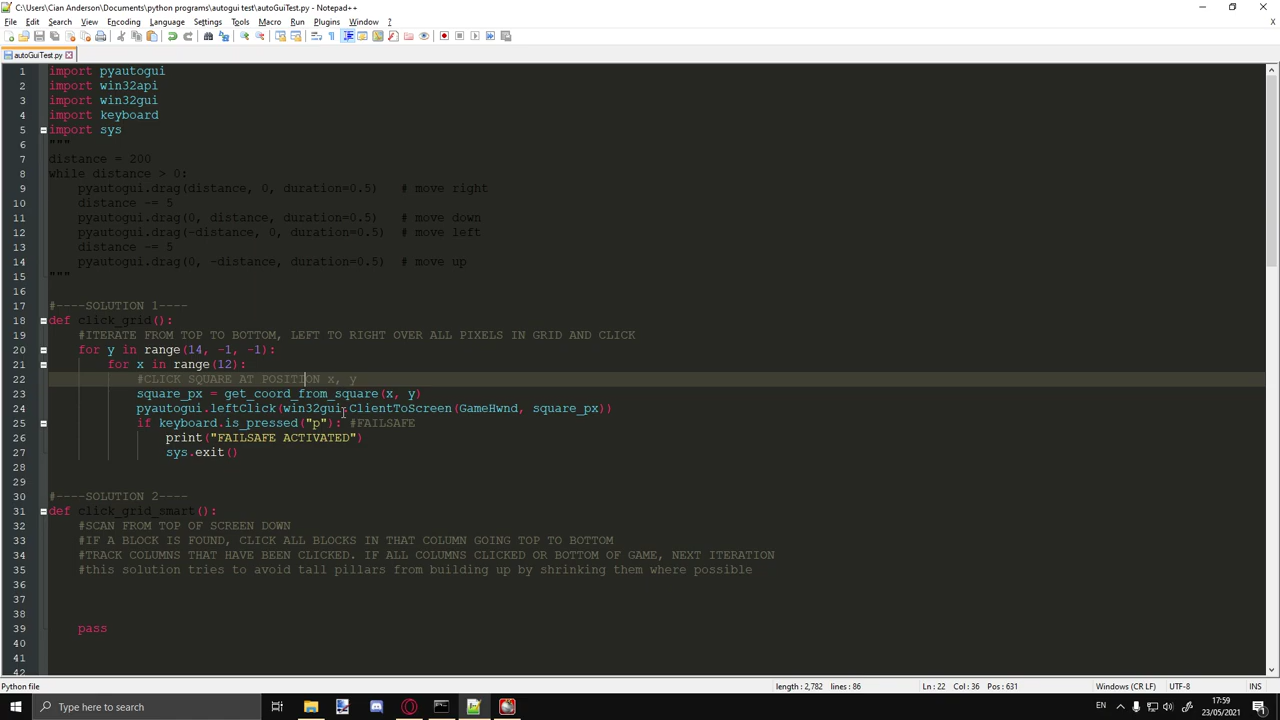 C:\Users\Cian Anderson\Documents\python programs\autogui test\autoGuiTest.py - Notepad++
File Edit Search View Encoding Language Settings Tools Macro Run Plugins Window ?
autoGuiTest.py
1 import pyautogui
2 import win32api
3 import win32gui
4 import keyboard
5 import sys
6 """
7 distance = 200
8 while distance > 0:
9 pyautogui.drag(distance, 0, duration=0.5) # move right
10 distance -= 5
11 pyautogui.drag(0, distance, duration=0.5) # move down
12 pyautogui.drag(-distance, 0, duration=0.5) # move left
13 distance -= 5
14 pyautogui.drag(0, -distance, duration=0.5) # move up
15 """
16
17 #----SOLUTION 1----
18 def click_grid():
19 #ITERATE FROM TOP TO BOTTOM, LEFT TO RIGHT OVER ALL PIXELS IN GRID AND CLICK
20 for y in range(14, -1, -1):
21 for x in range(12):
22 #CLICK SQUARE AT POSITION x, y
23 square_px = get_coord_from_square(x, y)
24 pyautogui.leftClick(win32gui.ClientToScreen(GameHwnd, square_px))
25 if keyboard.is_pressed("p"): #FAILSAFE
26 print("FAILSAFE ACTIVATED")
27 sys.exit()
28
29
30 #----SOLUTION 2----
31 def click_grid_smart():
32 #SCAN FROM TOP OF SCREEN DOWN
33 #IF A BLOCK IS FOUND, CLICK ALL BLOCKS IN THAT COLUMN GOING TOP TO BOTTOM
34 #TRACK COLUMNS THAT HAVE BEEN CLICKED. IF ALL COLUMNS CLICKED OR BOTTOM OF GAME, NEXT ITERATION
35 #this solution tries to avoid tall pillars from building up by shrinking them where possible
36
37
38
39 pass
40
41
42
Python file length : 2,782 lines : 86 Ln : 22 Col : 36 Pos : 631 Windows (CR LF) UTF-8 INS
Type here to search EN 17:59
23/05/2021